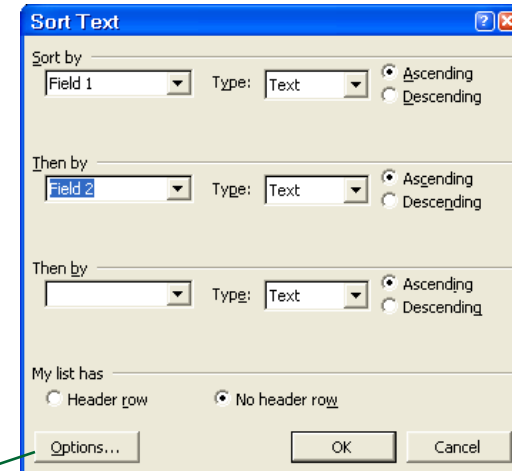 Sort Text
Sort by
Field 1 Type: Text Ascending
Descending
Then by
Field 2 Type: Text Ascending
Descending
Then by
Type: Text Ascending
Descending
My list has
Header row No header row
Options... OK Cancel